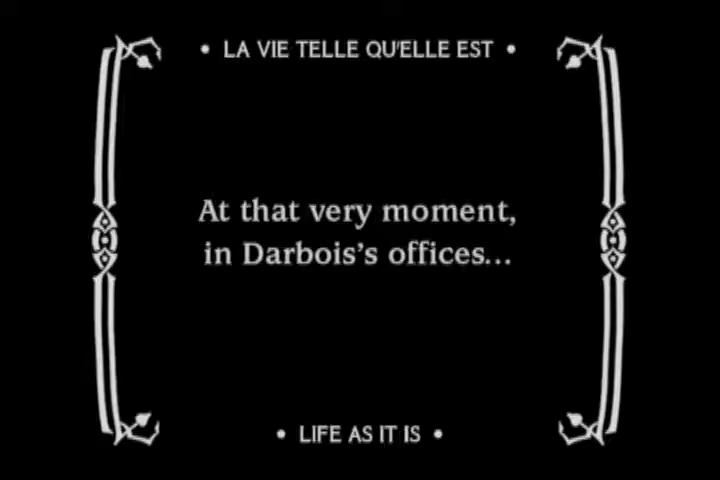 • LA VIE TELLE QU'ELLE EST •
At that very moment,
in Darbois’s offices...
• LIFE AS IT IS •